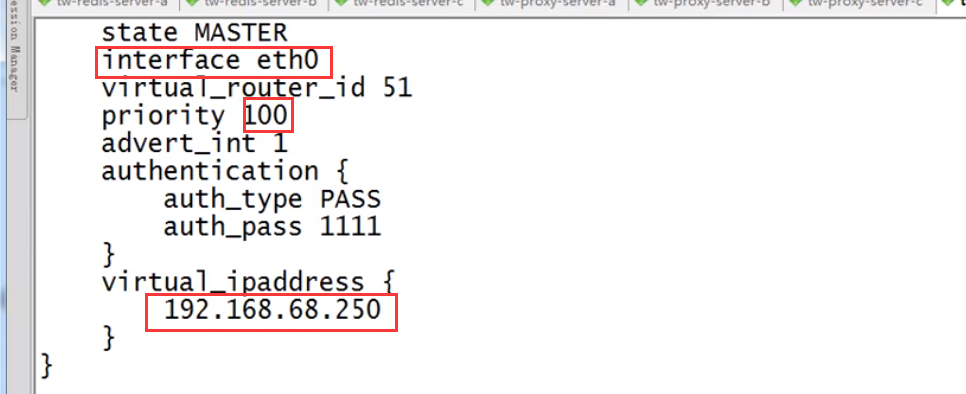 tw-redis-server-a tw-redis-server-b tw-redis-server-c tw-proxy-server-a tw-proxy-server-b tw-proxy-server-c
ession Manager
state MASTER
interface eth0
virtual_router_id 51
priority 100
advert_int 1
authentication {
auth_type PASS
auth_pass 1111
}
virtual_ipaddress {
192.168.68.250
}
}